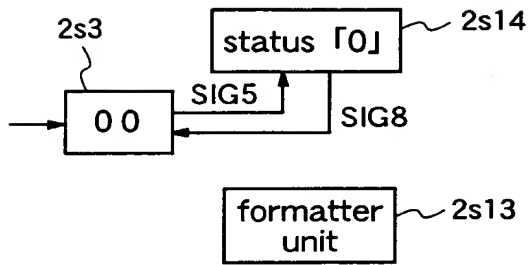 2s3
status「0」
2s14
SIG5
0 0
SIG8
formatter
unit
2s13